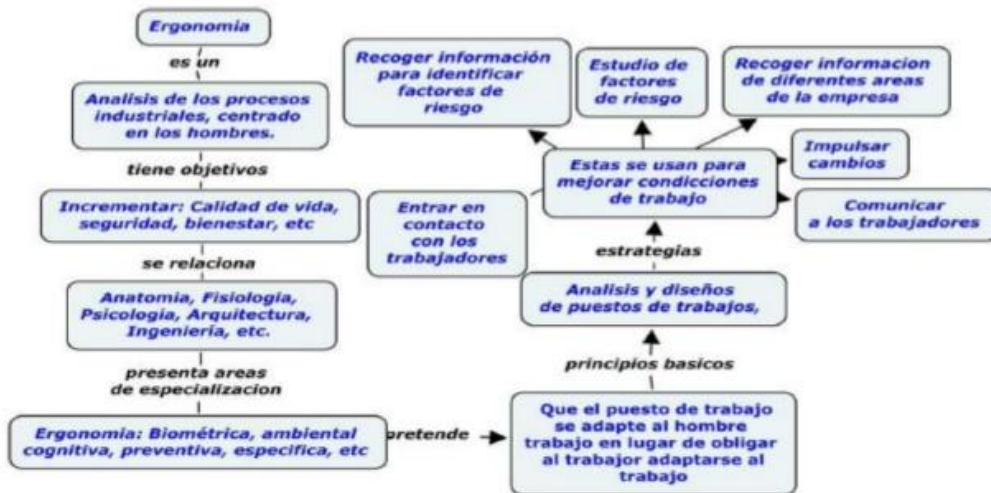 Ergonomia
es un
Analisis de los procesos
industriales, centrado
en los hombres.
tiene objetivos
Incrementar: Calidad de vida,
seguridad, bienestar, etc
se relaciona
Anatomia, Fisiologia,
Psicologia, Arquitectura,
Ingeniería, etc.
presenta areas
de especializacion
Ergonomia: Biométrica, ambiental
cognitiva, preventiva, especifica, etc
pretende
Que el puesto de trabajo
se adapte al hombre
trabajo en lugar de obligar
al trabajor adaptarse al
trabajo
principios basicos
Analisis y diseños
de puestos de trabajos,
estrategias
Estas se usan para
mejorar condicciones
de trabajo
Entrar en
contacto
con los
trabajadores
Recoger información
para identificar
factores de
riesgo
Estudio de
factores
de riesgo
Recoger informacion
de diferentes areas
de la empresa
Impulsar
cambios
Comunicar
a los trabajadores